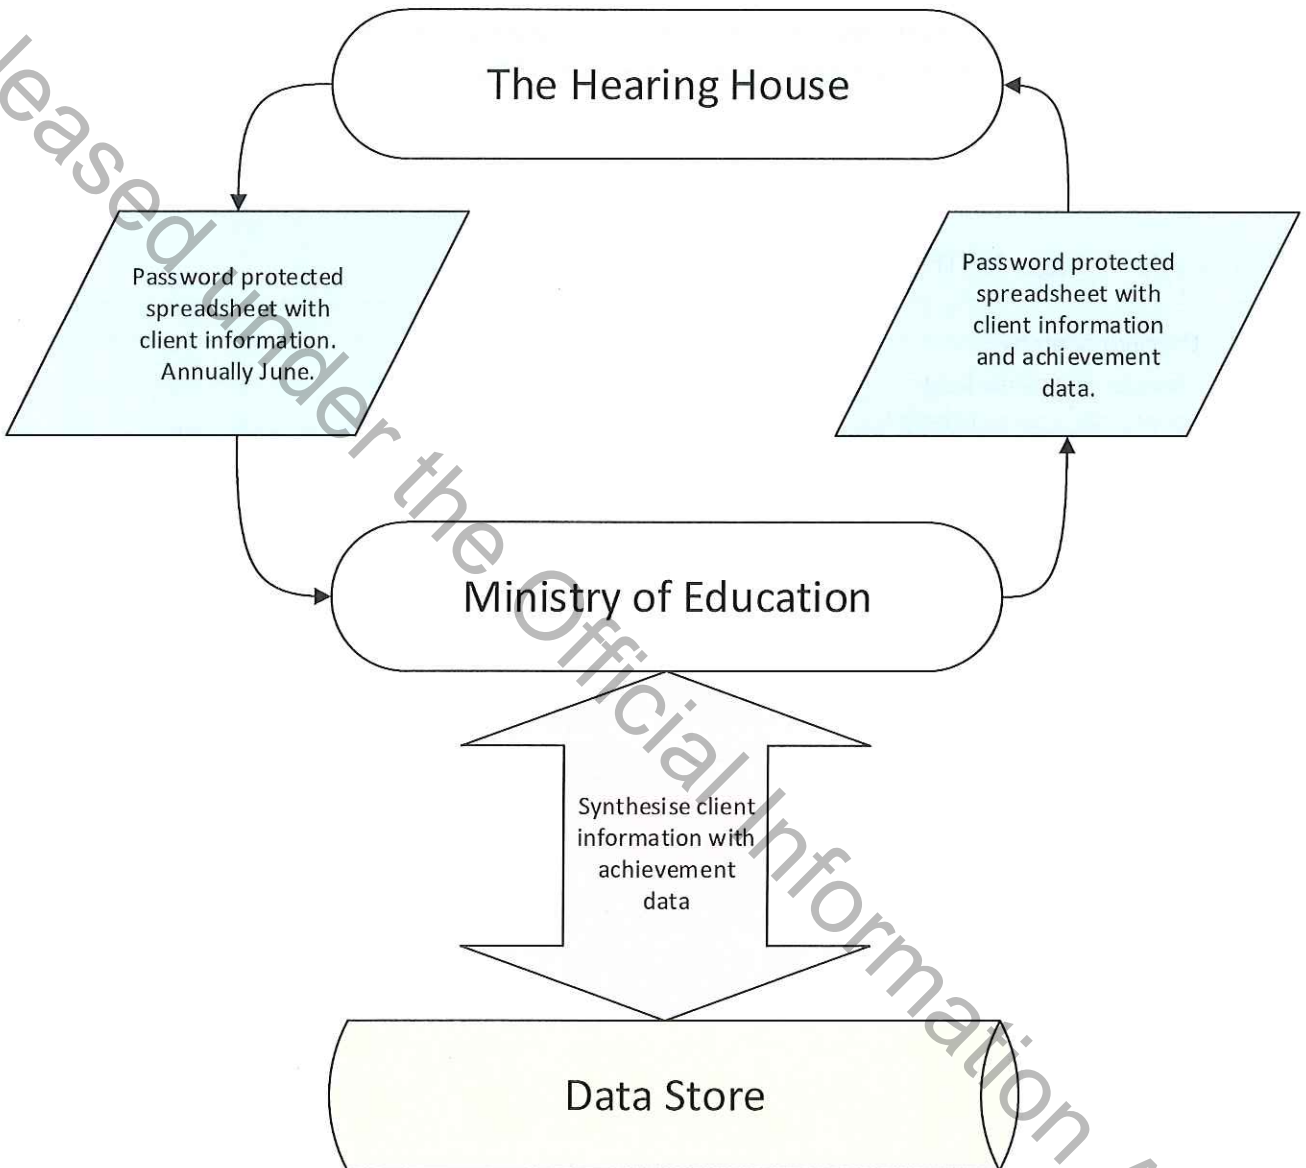 The Hearing House
Password protected
spreadsheet with
client information.
Annually June.
Password protected
spreadsheet with
client information
and achievement
data.
Ministry of Education
Synthesise client
information with
achievement
data
Data Store
leased under the Official Information